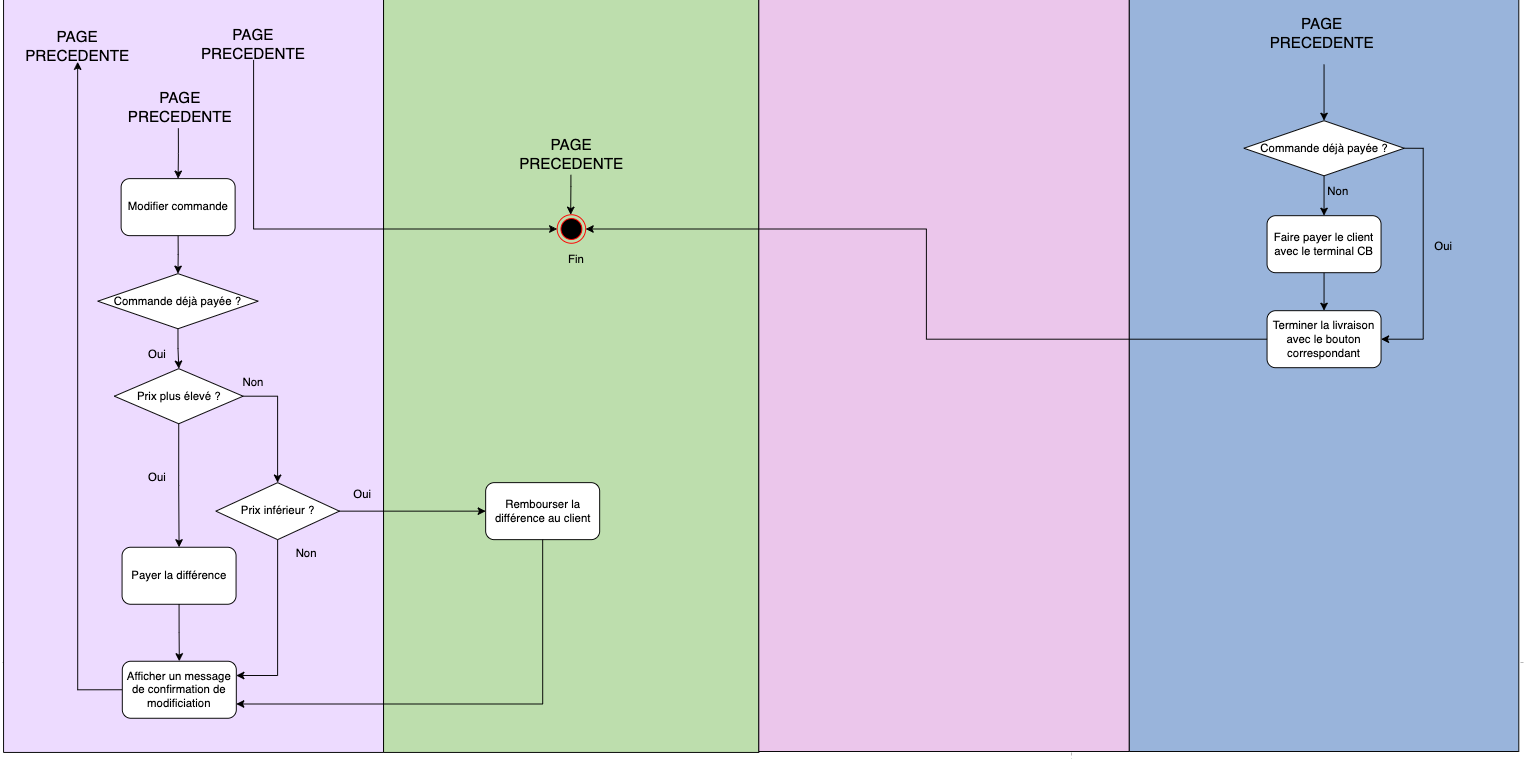 PAGE
PRECEDENTE
PAGE
PRECEDENTE
PAGE
PRECEDENTE
Modifier commande
Commande déjà payée ?
Oui
Prix plus élevé ?
Non
Oui
Prix inférieur ?
Oui
Non
Payer la différence
Afficher un message
de confirmation de
modificiation
PAGE
PRECEDENTE
Fin
Rembourser la
différence au client
PAGE
PRECEDENTE
Commande déjà payée ?
Non
Faire payer le client
avec le terminal CB
Oui
Terminer la livraison
avec le bouton
correspondant